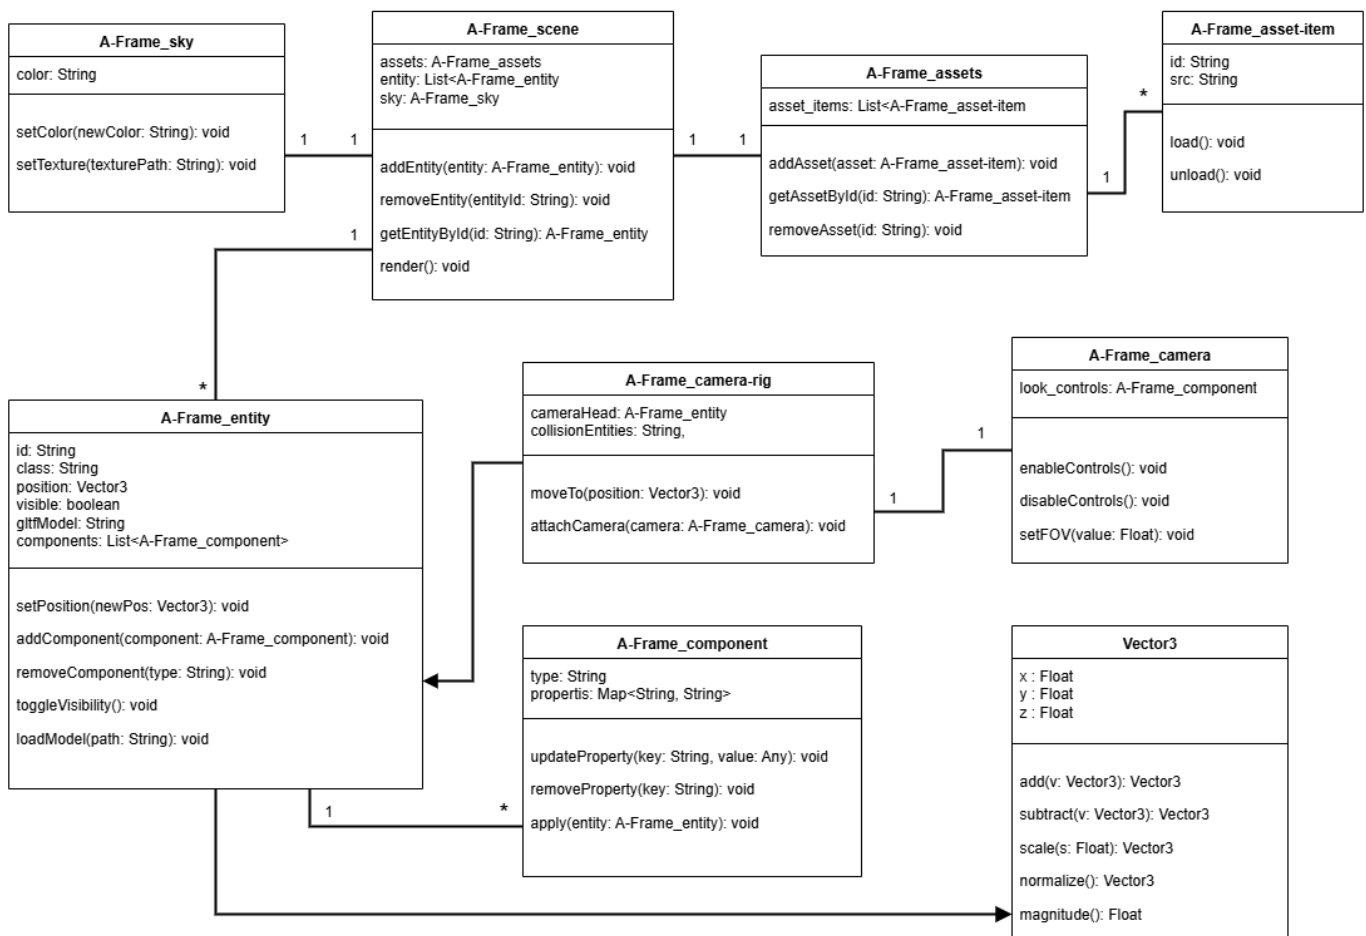 A-Frame_sky
color: String
setColor(newColor: String): void
setTexture(texturePath: String): void
1
1
A-Frame_scene
assets: A-Frame_assets
entity: List<A-Frame_entity
sky: A-Frame_sky
addEntity(entity: A-Frame_entity): void
removeEntity(entityId: String): void
getEntityById(id: String): A-Frame_entity
render(): void
1
1
1
A-Frame_assets
asset_items: List<A-Frame_asset-item
addAsset(asset: A-Frame_asset-item): void
getAssetById(id: String): A-Frame_asset-item
removeAsset(id: String): void
1
*
A-Frame_asset-item
id: String
src: String
load(): void
unload(): void
*
A-Frame_entity
id: String
class: String
position: Vector3
visible: boolean
gltfModel: String
components: List<A-Frame_component>
setPosition(newPos: Vector3): void
addComponent(component: A-Frame_component): void
removeComponent(type: String): void
toggleVisibility(): void
loadModel(path: String): void
A-Frame_camera-rig
cameraHead: A-Frame_entity
collisionEntities: String,
moveTo(position: Vector3): void
attachCamera(camera: A-Frame_camera): void
1
1
A-Frame_camera
look_controls: A-Frame_component
enableControls(): void
disableControls(): void
setFOV(value: Float): void
1
*
A-Frame_component
type: String
propertis: Map<String, String>
updateProperty(key: String, value: Any): void
removeProperty(key: String): void
apply(entity: A-Frame_entity): void
Vector3
x : Float
y : Float
z : Float
add(v: Vector3): Vector3
subtract(v: Vector3): Vector3
scale(s: Float): Vector3
normalize(): Vector3
magnitude(): Float